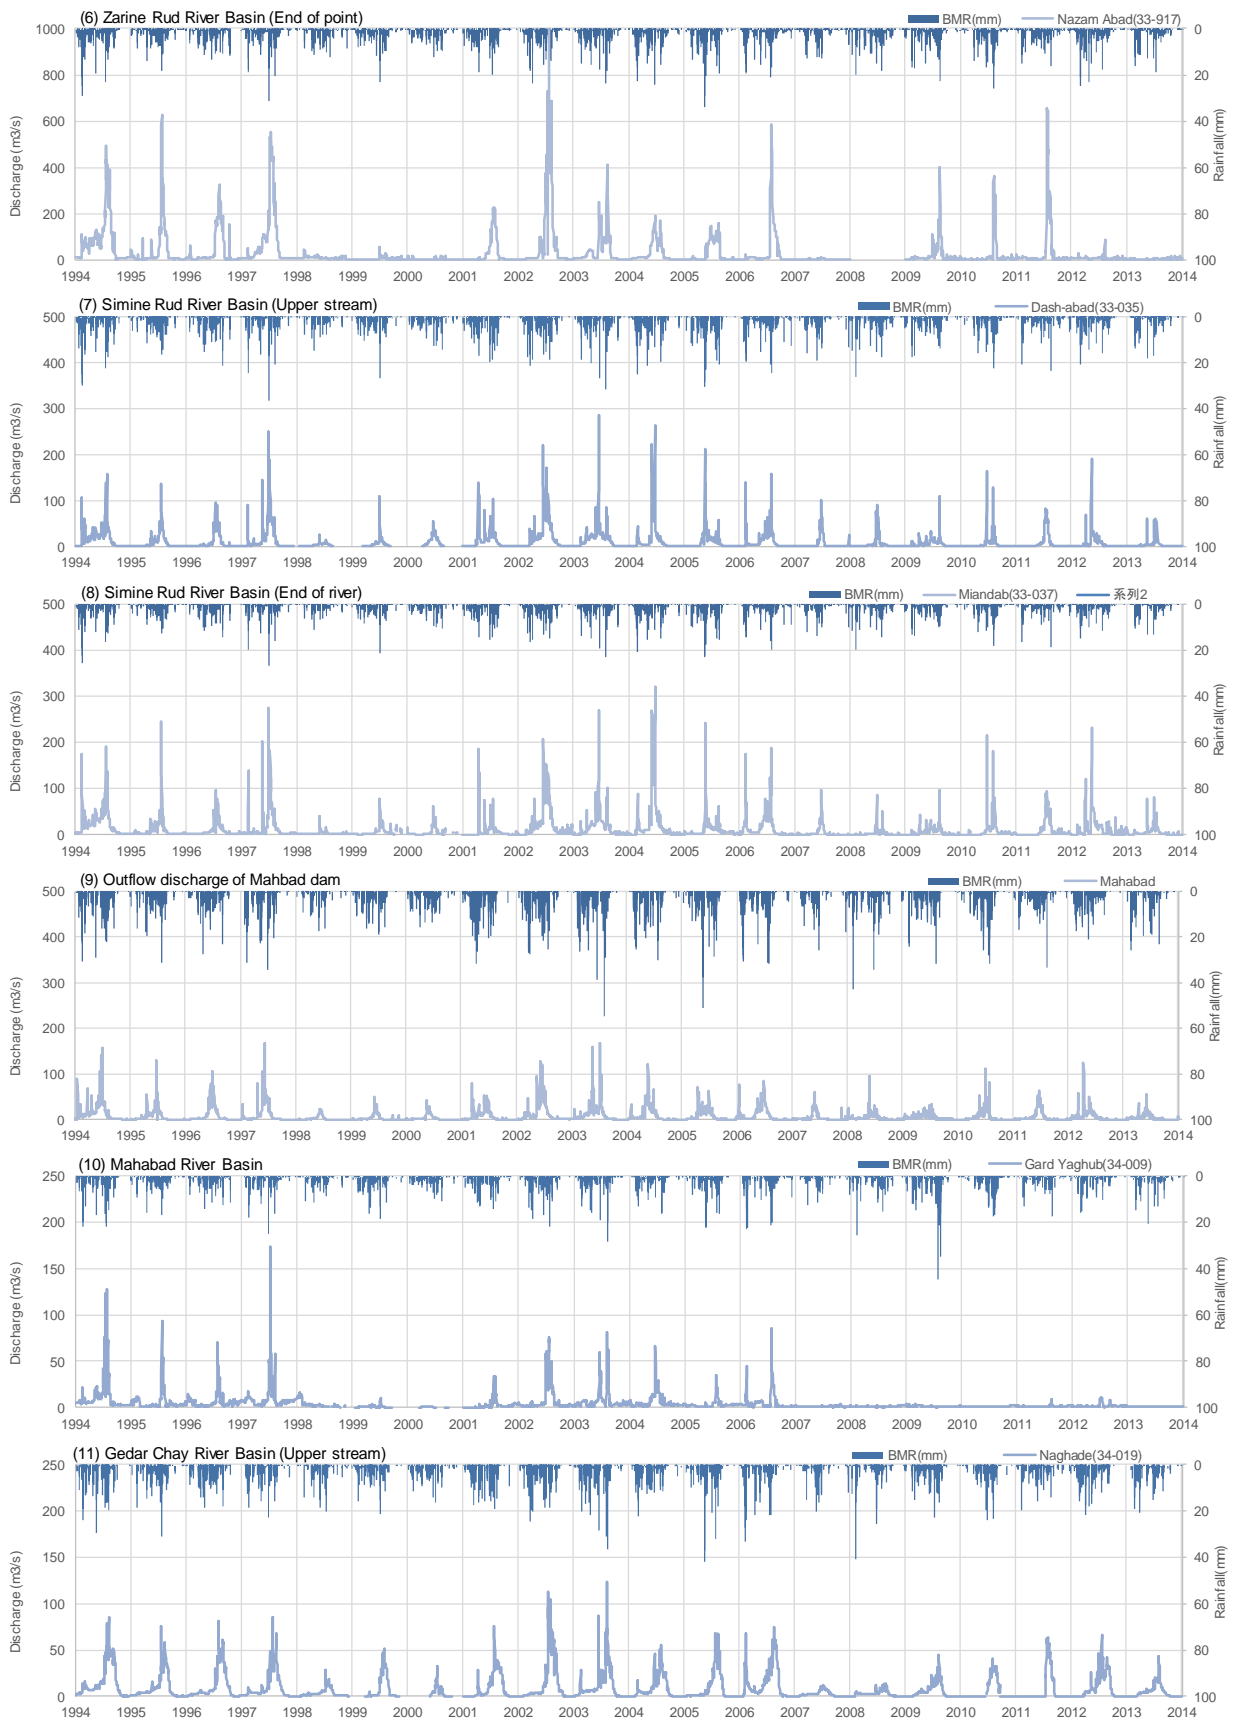 (6) Zarine Rud River Basin (End of point)
BMR(mm) Nazam Abad(33-917)
Discharge (m3/s)
1000 800 600 400 200 0
Rainfall(mm)
0 20 40 60 80 100
1994 1995 1996 1997 1998 1999 2000 2001 2002 2003 2004 2005 2006 2007 2008 2009 2010 2011 2012 2013 2014
(7) Simine Rud River Basin (Upper stream)
BMR(mm) Dash-abad(33-035)
Discharge (m3/s)
500 400 300 200 100 0
Rainfall(mm)
0 20 40 60 80 100
1994 1995 1996 1997 1998 1999 2000 2001 2002 2003 2004 2005 2006 2007 2008 2009 2010 2011 2012 2013 2014
(8) Simine Rud River Basin (End of river)
BMR(mm) Miandab(33-037) 系列2
Discharge (m3/s)
500 400 300 200 100 0
Rainfall(mm)
0 20 40 60 80 100
1994 1995 1996 1997 1998 1999 2000 2001 2002 2003 2004 2005 2006 2007 2008 2009 2010 2011 2012 2013 2014
(9) Outflow discharge of Mahbad dam
BMR(mm) Mahabad
Discharge (m3/s)
500 400 300 200 100 0
Rainfall(mm)
0 20 40 60 80 100
1994 1995 1996 1997 1998 1999 2000 2001 2002 2003 2004 2005 2006 2007 2008 2009 2010 2011 2012 2013 2014
(10) Mahabad River Basin
BMR(mm) Gard Yaghub(34-009)
Discharge (m3/s)
250 200 150 100 50 0
Rainfall(mm)
0 20 40 60 80 100
1994 1995 1996 1997 1998 1999 2000 2001 2002 2003 2004 2005 2006 2007 2008 2009 2010 2011 2012 2013 2014
(11) Gedar Chay River Basin (Upper stream)
BMR(mm) Naghade(34-019)
Discharge (m3/s)
250 200 150 100 50 0
Rainfall(mm)
0 20 40 60 80 100
1994 1995 1996 1997 1998 1999 2000 2001 2002 2003 2004 2005 2006 2007 2008 2009 2010 2011 2012 2013 2014